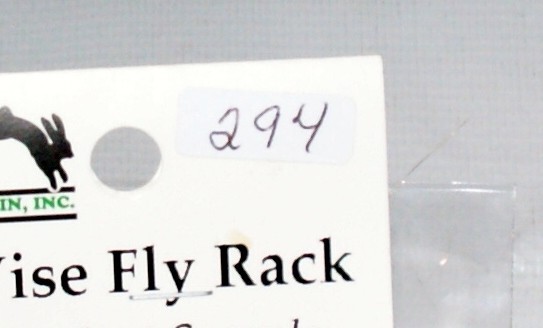 294
IN, INC.
Vise Fly Rack